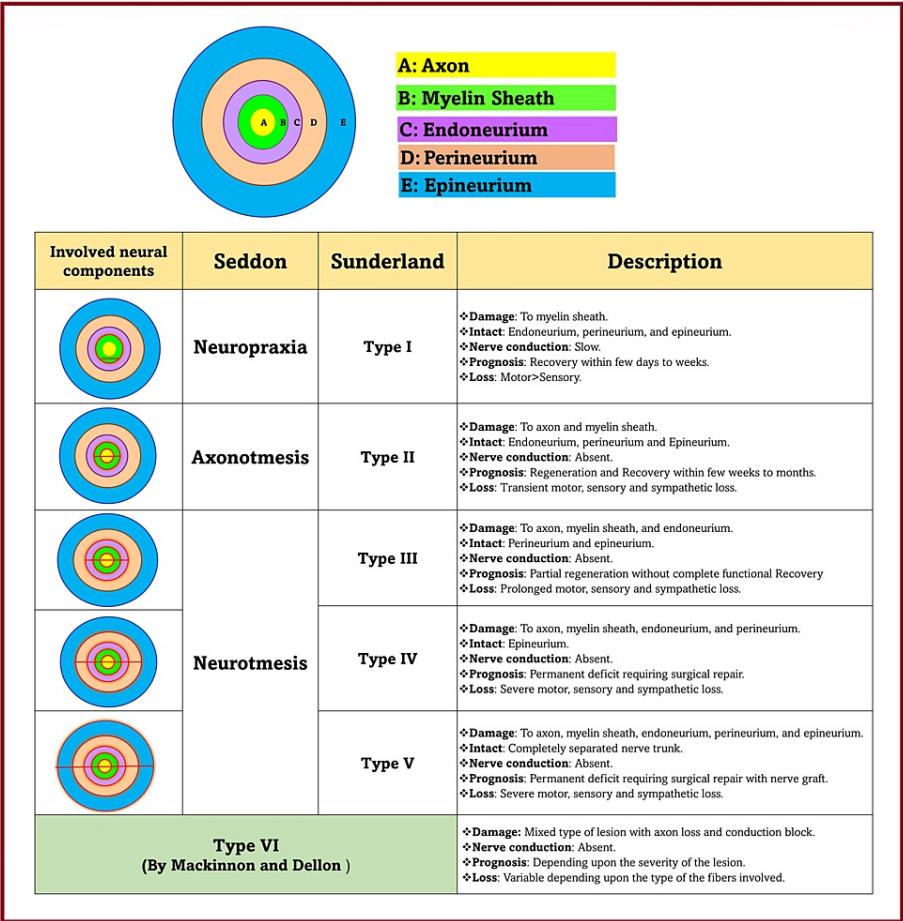 A B C D E
A: Axon
B: Myelin Sheath
C: Endoneurium
D: Perineurium
E: Epineurium
Involved neural
components
Seddon
Sunderland
Description
Neuropraxia
Type I
❖Damage: To myelin sheath.
❖Intact: Endoneurium, perineurium, and epineurium.
❖Nerve conduction: Slow.
❖Prognosis: Recovery within few days to weeks.
❖Loss: Motor>Sensory.
Axonotmesis
Type II
❖Damage: To axon and myelin sheath.
❖Intact: Endoneurium, perineurium and Epineurium.
❖Nerve conduction: Absent.
❖Prognosis: Regeneration and Recovery within few weeks to months.
❖Loss: Transient motor, sensory and sympathetic loss.
Neurotmesis
Type III
❖Damage: To axon, myelin sheath, and endoneurium.
❖Intact: Perineurium and epineurium.
❖Nerve conduction: Absent.
❖Prognosis: Partial regeneration without complete functional Recovery
❖Loss: Prolonged motor, sensory and sympathetic loss.
Type IV
❖Damage: To axon, myelin sheath, endoneurium, and perineurium.
❖Intact: Epineurium.
❖Nerve conduction: Absent.
❖Prognosis: Permanent deficit requiring surgical repair.
❖Loss: Severe motor, sensory and sympathetic loss.
Type V
❖Damage: To axon, myelin sheath, endoneurium, perineurium, and epineurium.
❖Intact: Completely separated nerve trunk.
❖Nerve conduction: Absent.
❖Prognosis: Permanent deficit requiring surgical repair with nerve graft.
❖Loss: Severe motor, sensory and sympathetic loss.
Type VI
(By Mackinnon and Dellon )
❖Damage: Mixed type of lesion with axon loss and conduction block.
❖Nerve conduction: Absent.
❖Prognosis: Depending upon the severity of the lesion.
❖Loss: Variable depending upon the type of the fibers involved.